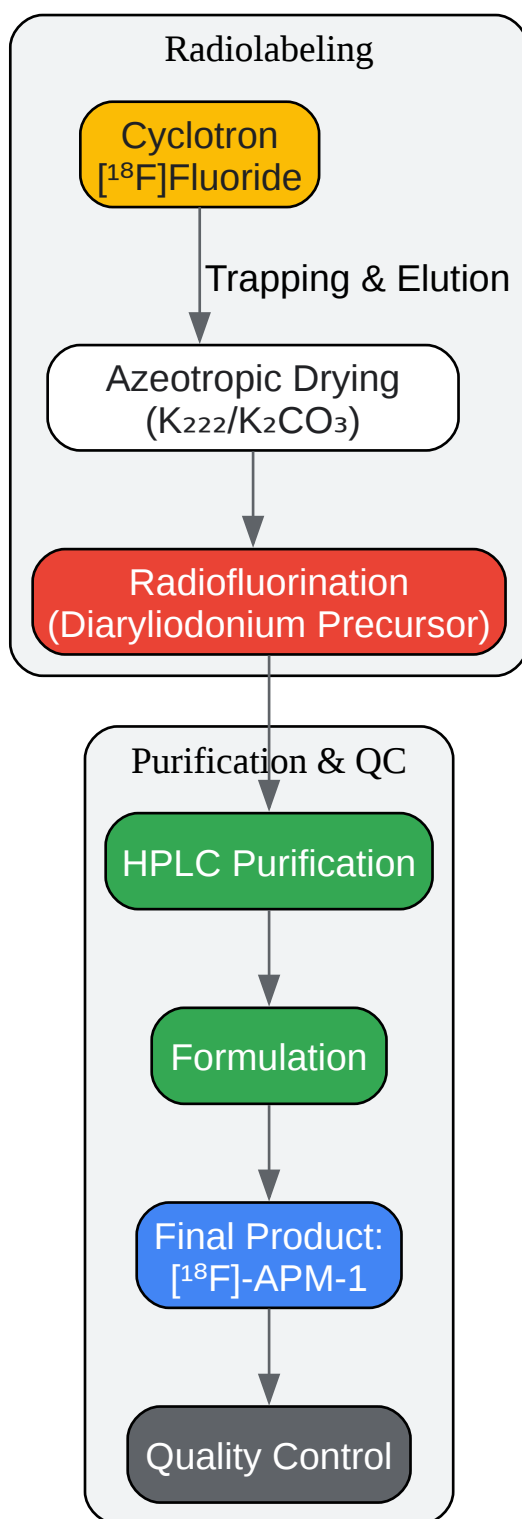 Radiolabeling
Cyclotron
[¹⁸F]Fluoride
Trapping & Elution
Azeotropic Drying
(K₂₂₂/K₂CO₃)
Radiofluorination
(Diaryliodonium Precursor)
Purification & QC
HPLC Purification
Formulation
Final Product:
[¹⁸F]-APM-1
Quality Control